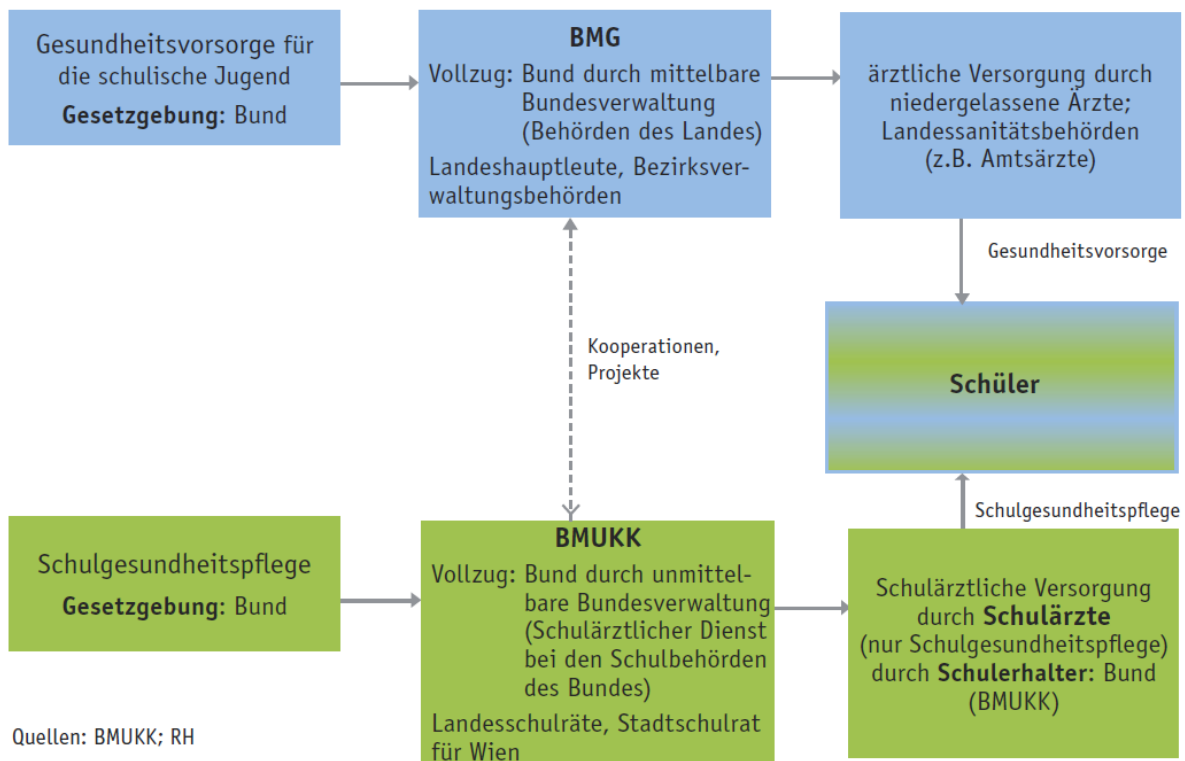 Gesundheitsvorsorge für
die schulische Jugend
Gesetzgebung: Bund
BMG
Vollzug: Bund durch mittelbare
Bundesverwaltung
(Behörden des Landes)
Landeshauptleute, Bezirksver-
waltungsbehörden
ärztliche Versorgung durch
niedergelassene Ärzte;
Landessanitätsbehörden
(z.B. Amtsärzte)
Gesundheitsvorsorge
Kooperationen,
Projekte
Schüler
Schulgesundheitspflege
Schulgesundheitspflege
Gesetzgebung: Bund
BMUKK
Vollzug: Bund durch unmittel-
bare Bundesverwaltung
(Schulärztlicher Dienst
bei den Schulbehörden
des Bundes)
Landesschulräte, Stadtschulrat
für Wien
Schulärztliche Versorgung
durch Schulärzte
(nur Schulgesundheitspflege)
durch Schulerhalter: Bund
(BMUKK)
Quellen: BMUKK; RH